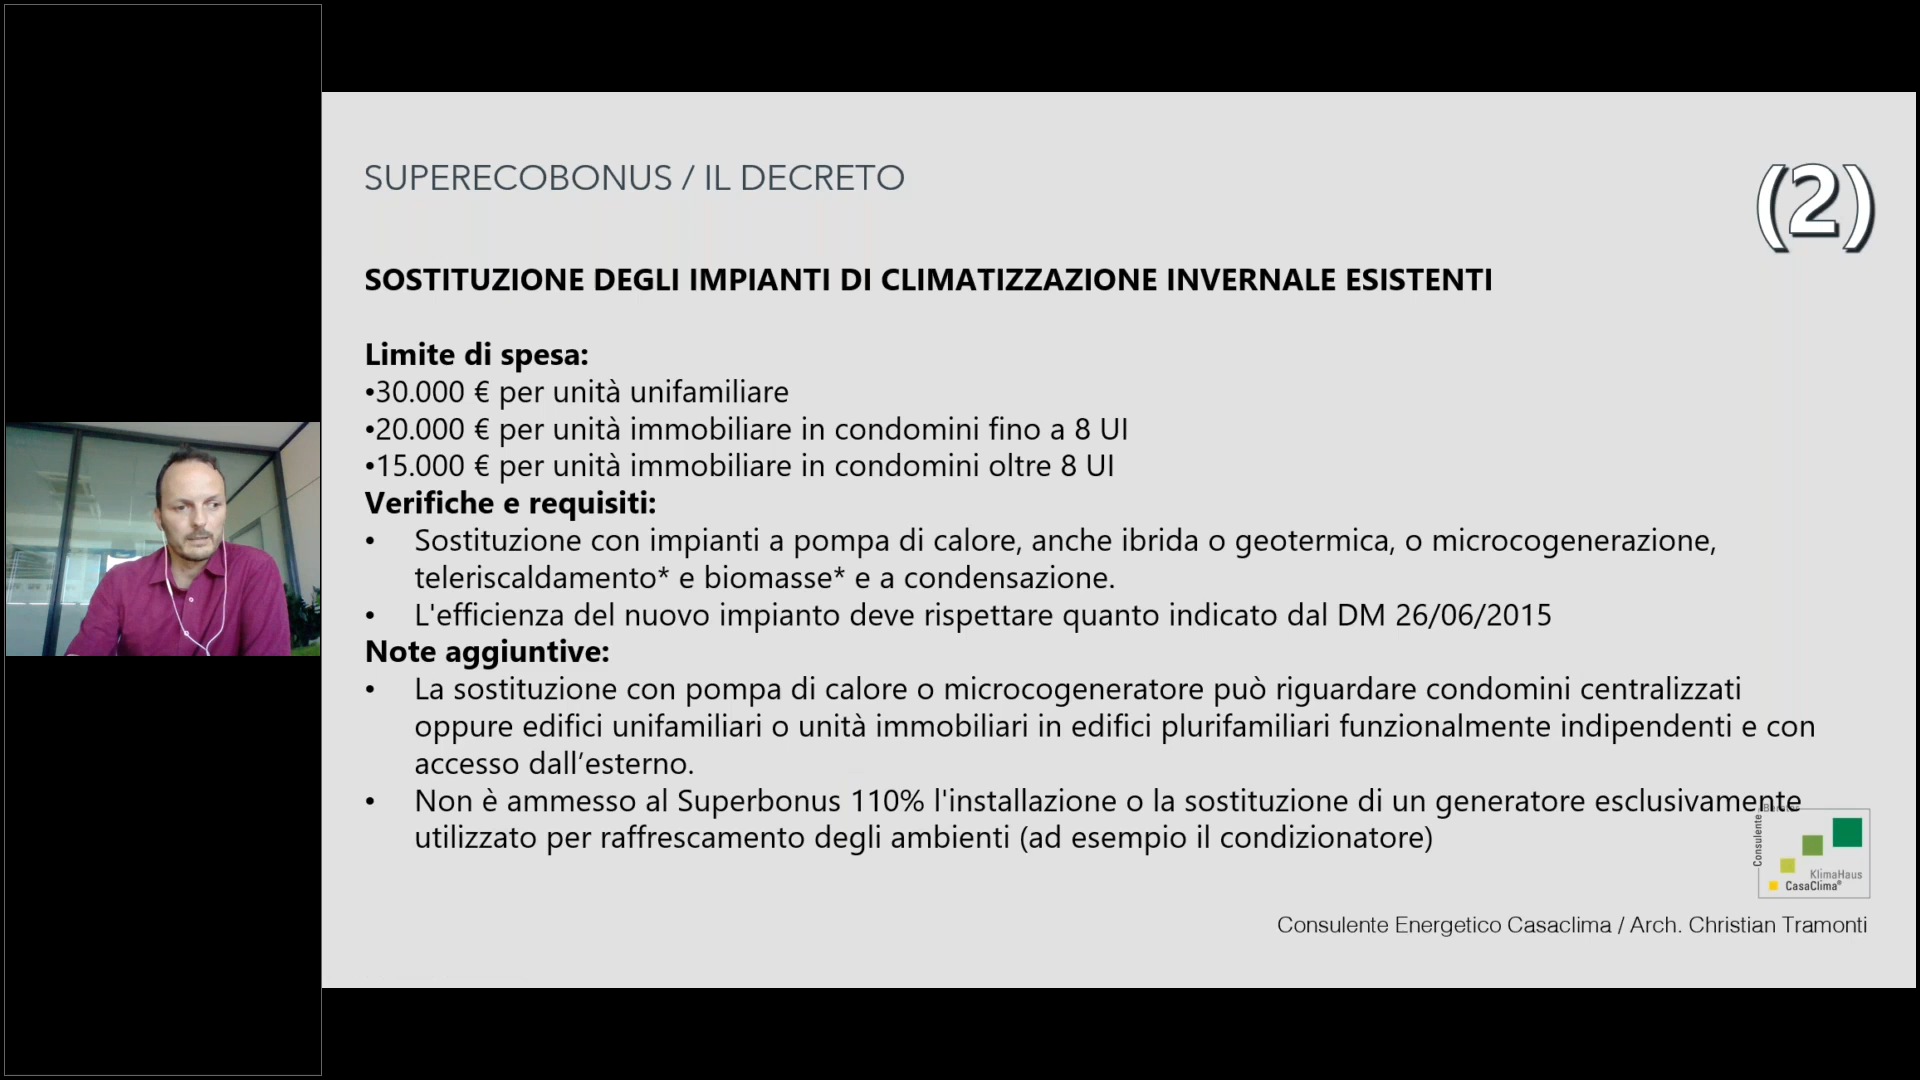 SUPERECOBONUS / IL DECRETO
(2)
SOSTITUZIONE DEGLI IMPIANTI DI CLIMATIZZAZIONE INVERNALE ESISTENTI
Limite di spesa:
•30.000 € per unità unifamiliare
•20.000 € per unità immobiliare in condomini fino a 8 UI
•15.000 € per unità immobiliare in condomini oltre 8 UI
Verifiche e requisiti:
• Sostituzione con impianti a pompa di calore, anche ibrida o geotermica, o microcogenerazione,
teleriscaldamento* e biomasse* e a condensazione.
• L'efficienza del nuovo impianto deve rispettare quanto indicato dal DM 26/06/2015
Note aggiuntive:
• La sostituzione con pompa di calore o microcogeneratore può riguardare condomini centralizzati
oppure edifici unifamiliari o unità immobiliari in edifici plurifamiliari funzionalmente indipendenti e con
accesso dall’esterno.
• Non è ammesso al Superbonus 110% l'installazione o la sostituzione di un generatore esclusivamente
utilizzato per raffrescamento degli ambienti (ad esempio il condizionatore)
Consulente
KlimaHaus
CasaClima®
Consulente Energetico Casaclima / Arch. Christian Tramonti